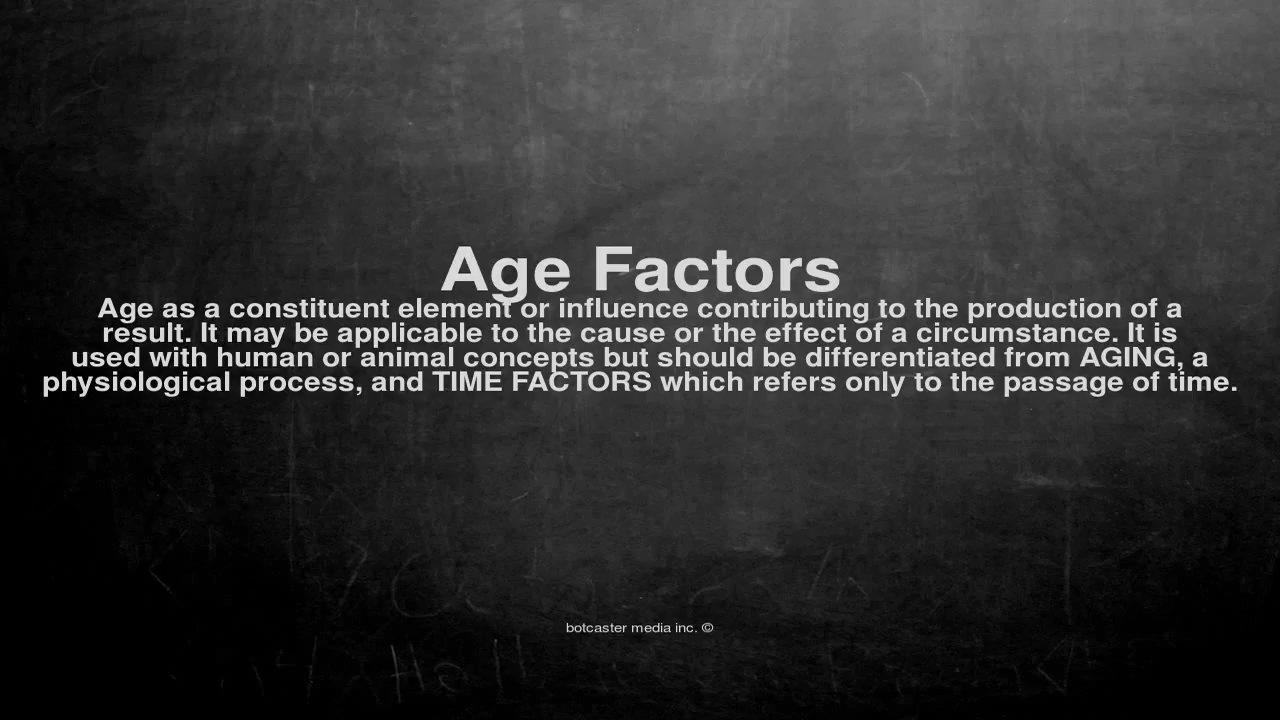 Age Factors
Age as a constituent element or influence contributing to the production of a
result. It may be applicable to the cause or the effect of a circumstance. It is
used with human or animal concepts but should be differentiated from AGING, a
physiological process, and TIME FACTORS which refers only to the passage of time.
botcaster media inc. ©